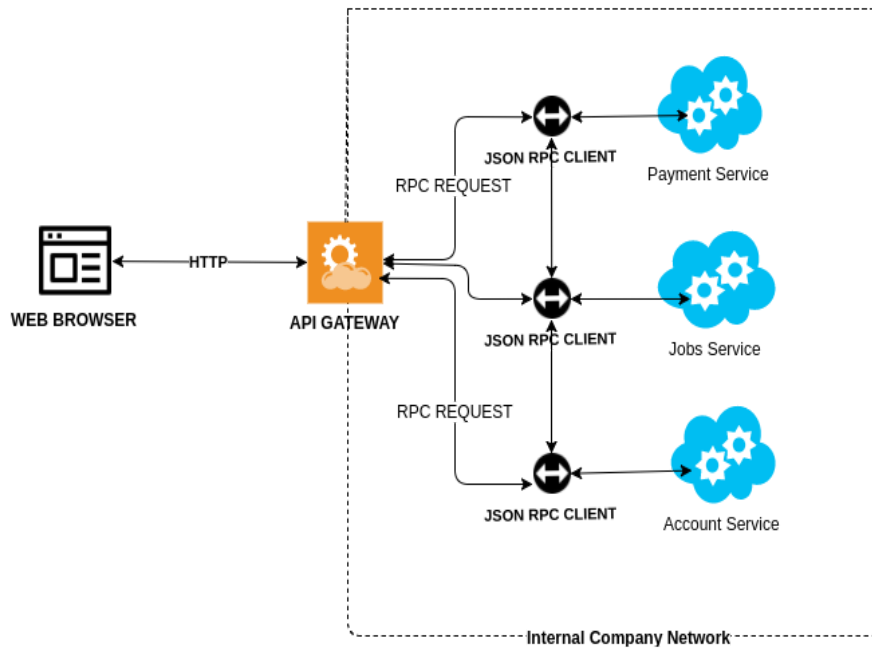 JSON RPC CLIENT
Payment Service
RPC REQUEST
HTTP
WEB BROWSER
API GATEWAY
JSON RPC CLIENT
Jobs Service
RPC REQUEST
JSON RPC CLIENT
Account Service
Internal Company Network